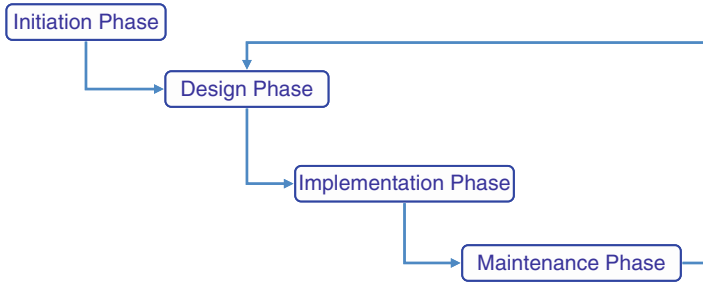 Initiation Phase
Design Phase
Implementation Phase
Maintenance Phase